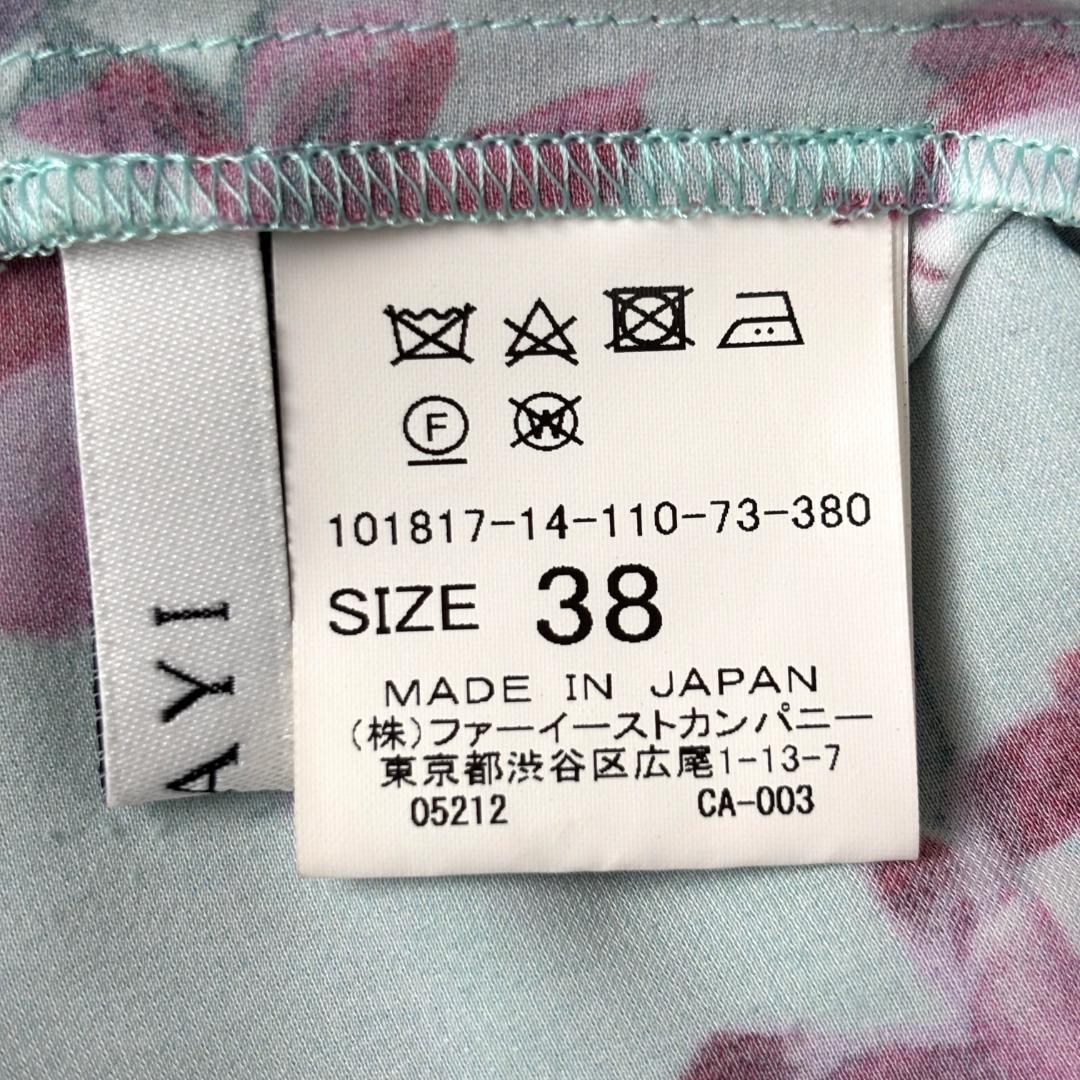 AYI
F
W
101817-14-110-73-380
SIZE 38
MADE IN JAPAN
(株)ファーイーストカンパニー
東京都渋谷区広尾1-13-7
05212 CA-003